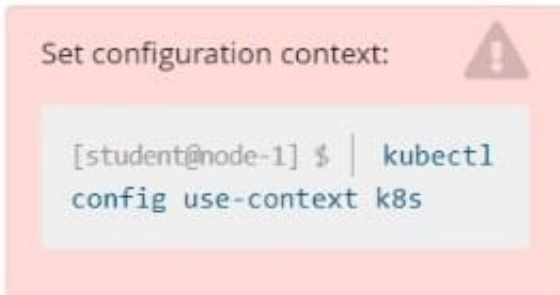 Set configuration context:
[student@node-1] $ | kubectl
config use-context k8s